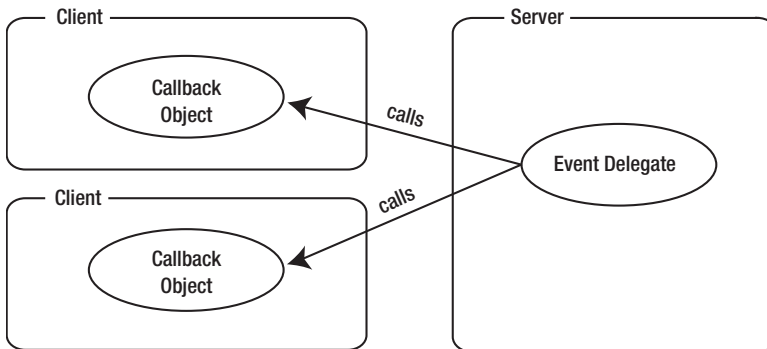 Client
Callback
Object
calls
Server
Event Delegate
Client
calls
Callback
Object